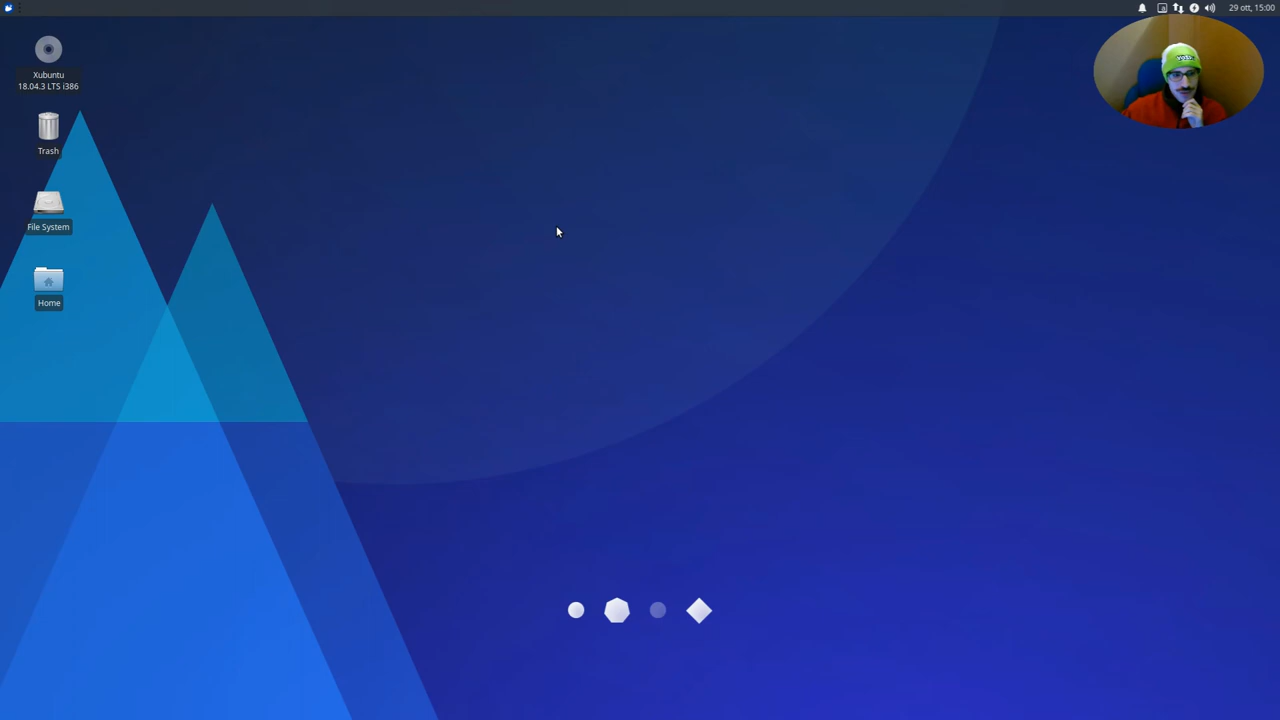 29 ott, 15:00
Xubuntu
18.04.3 LTS i386
Trash
File System
Home